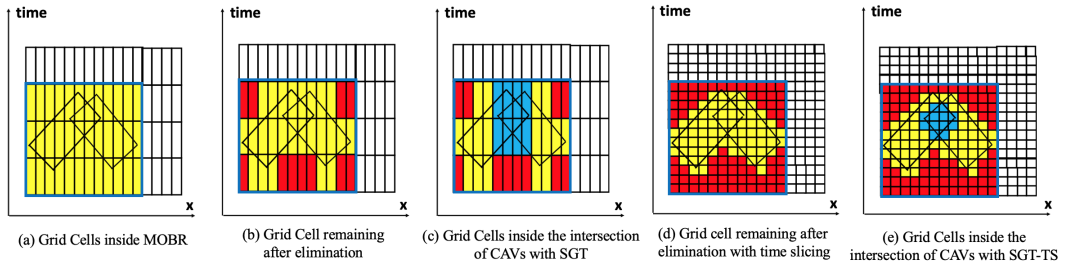 time
x
(a) Grid Cells inside MOBR
time
x
(b) Grid Cell remaining
after elimination
time
x
(c) Grid Cells inside the intersection
of CAVs with SGT
time
x
(d) Grid cell remaining after
elimination with time slicing
time
x
(e) Grid Cells inside the
intersection of CAVs with SGT-TS